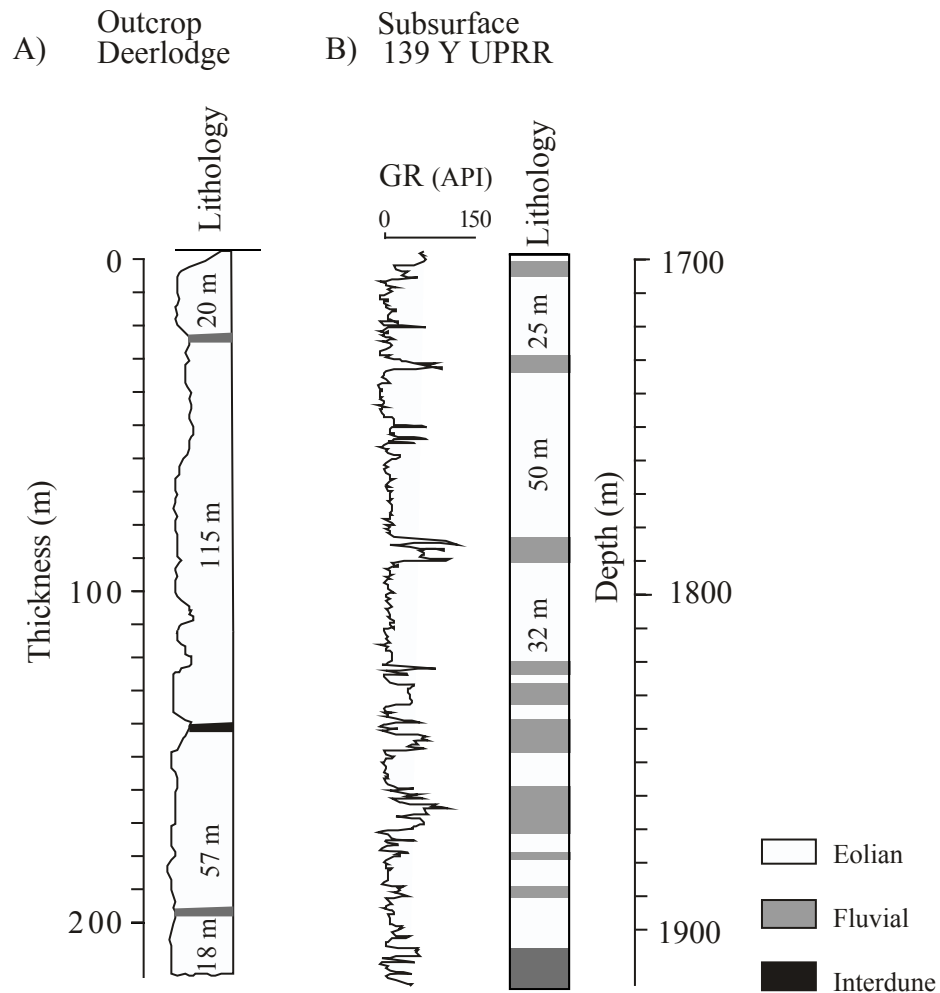 A)
Outcrop
Deerlodge
B)
Subsurface
139 Y UPRR
Lithology
GR (API)
0 150
Lithology
Thickness (m)
0
100
200
20 m
115 m
57 m
18 m
25 m
50 m
32 m
Depth (m)
1700
1800
1900
Eolian
Fluvial
Interdune